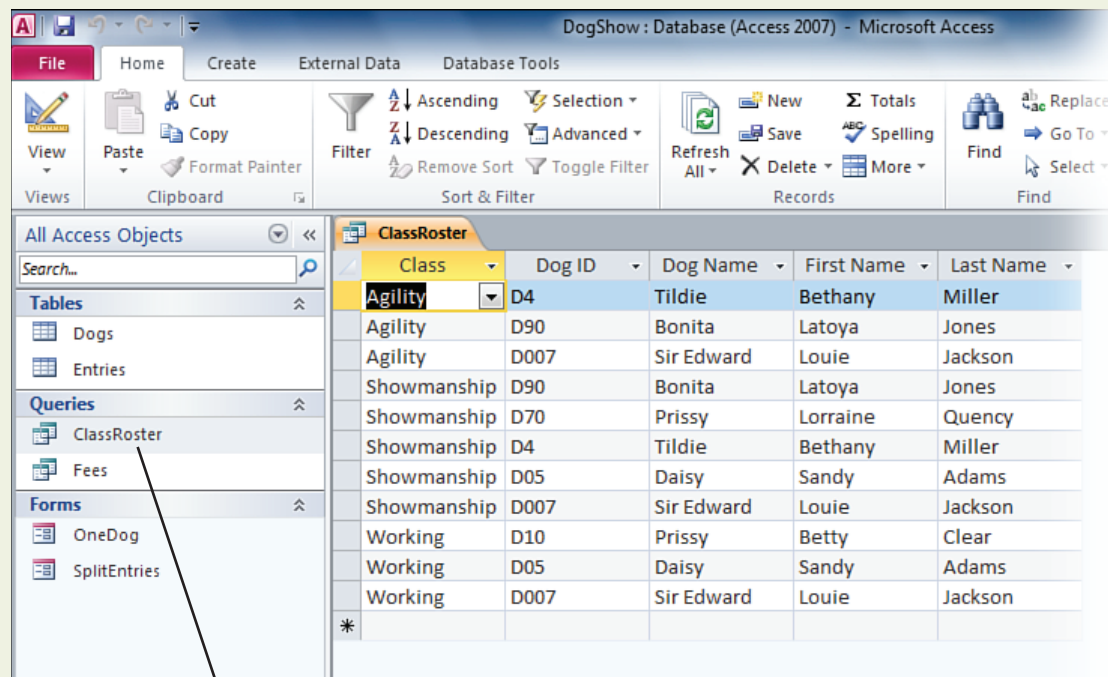 A
DogShow : Database (Access 2007) - Microsoft Access
File Home Create External Data Database Tools
View
Views
Paste
Cut
Copy
Format Painter
Clipboard
Filter
Ascending
Descending
Remove Sort
Selection
Advanced
Toggle Filter
Sort & Filter
Refresh
All
New
Save
Delete
Totals
Spelling
More
Records
Find
Replace
Go To
Select
Find
All Access Objects
Search...
Tables
Dogs
Entries
Queries
ClassRoster
Fees
Forms
OneDog
SplitEntries
ClassRoster
Class Dog ID Dog Name First Name Last Name
Agility D4 Tildie Bethany Miller
Agility D90 Bonita Latoya Jones
Agility D007 Sir Edward Louie Jackson
Showmanship D90 Bonita Latoya Jones
Showmanship D70 Prissy Lorraine Quency
Showmanship D4 Tildie Bethany Miller
Showmanship D05 Daisy Sandy Adams
Showmanship D007 Sir Edward Louie Jackson
Working D10 Prissy Betty Clear
Working D05 Daisy Sandy Adams
Working D007 Sir Edward Louie Jackson